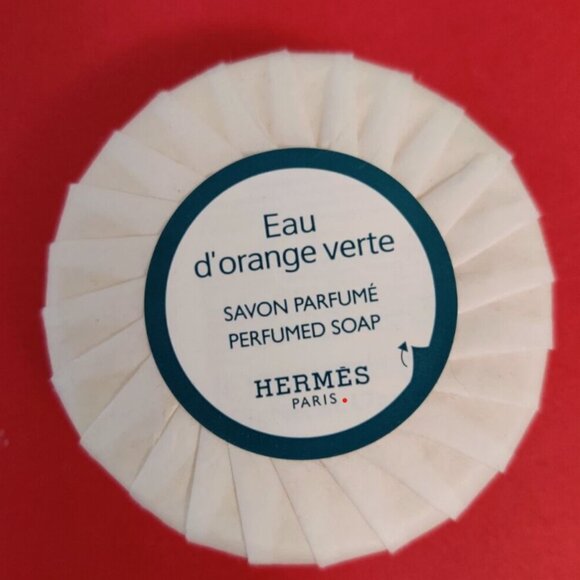 Eau
d'orange verte
SAVON PARFUMÉ
PERFUMED SOAP
HERMÈS
PARIS